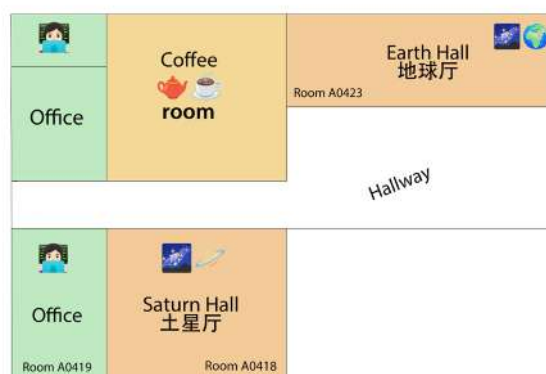 Coffee
room
Earth Hall
地球厅
Room A0423
Office
Hallway
Office
Room A0419
Saturn Hall
土星厅
Room A0418